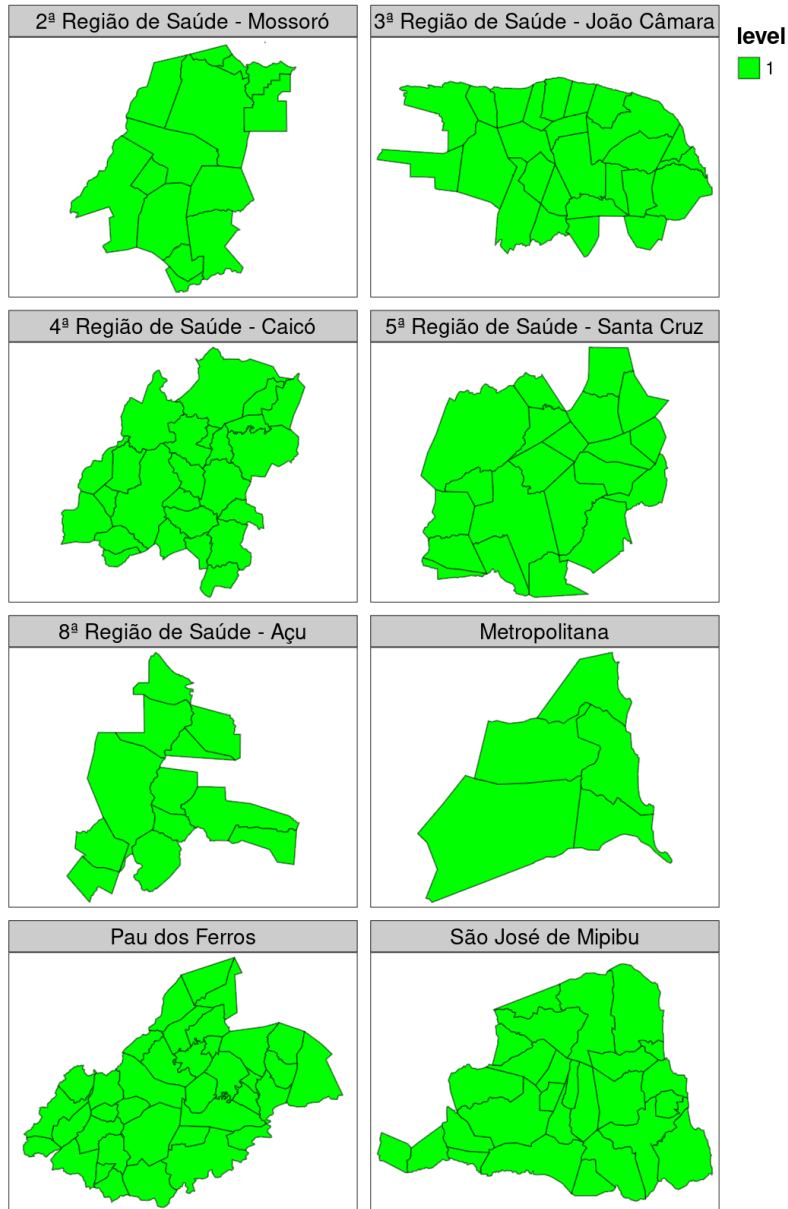 2ª Região de Saúde - Mossoró
3ª Região de Saúde - João Câmara
level
1
4ª Região de Saúde - Caicó
5ª Região de Saúde - Santa Cruz
8ª Região de Saúde - Açu
Metropolitana
Pau dos Ferros
São José de Mipibu